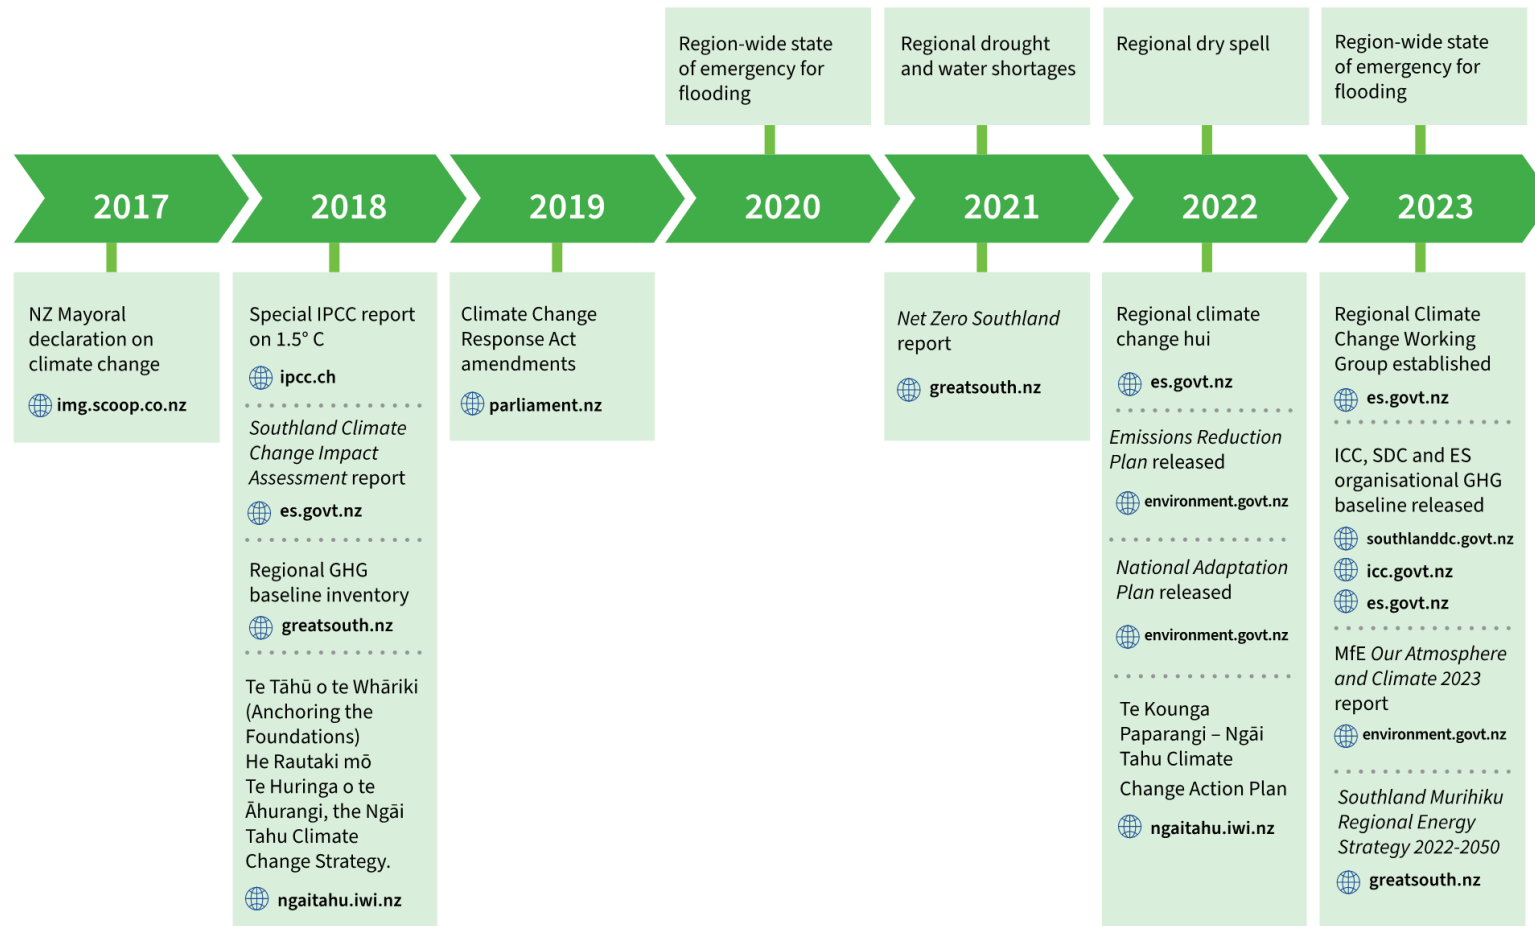 Region-wide state
of emergency for
flooding
Regional drought
and water shortages
Regional dry spell
Region-wide state
of emergency for
flooding
2017
2018
2019
2020
2021
2022
2023
NZ Mayoral
declaration on
climate change
img.scoop.co.nz
Special IPCC report
on 1.5° C
ipcc.ch
Southland Climate
Change Impact
Assessment report
es.govt.nz
Regional GHG
baseline inventory
greatsouth.nz
Te Tāhū o te Whāriki
(Anchoring the
Foundations)
He Rautaki mō
Te Huringa o te
Āhurangi, the Ngāi
Tahu Climate
Change Strategy.
ngaitahu.iwi.nz
Climate Change
Response Act
amendments
parliament.nz
Net Zero Southland
report
greatsouth.nz
Regional climate
change hui
es.govt.nz
Emissions Reduction
Plan released
environment.govt.nz
National Adaptation
Plan released
environment.govt.nz
Te Kounga
Paparangi – Ngāi
Tahu Climate
Change Action Plan
ngaitahu.iwi.nz
Regional Climate
Change Working
Group established
es.govt.nz
ICC, SDC and ES
organisational GHG
baseline released
southlanddc.govt.nz
icc.govt.nz
es.govt.nz
MfE Our Atmosphere
and Climate 2023
report
environment.govt.nz
Southland Murihiku
Regional Energy
Strategy 2022-2050
greatsouth.nz